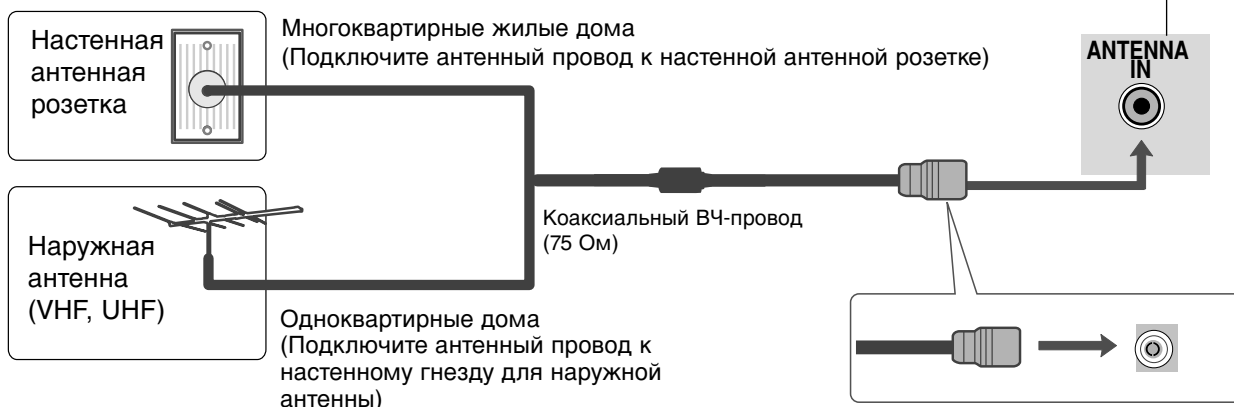 Настенная
антенная
розетка
Многоквартирные жилые дома
(Подключите антенный провод к настенной антенной розетке)
ANTENNA
IN
Наружная
антенна
(VHF, UHF)
Коаксиальный ВЧ-провод
(75 Ом)
Одноквартирные дома
(Подключите антенный провод к
настенному гнезду для наружной
антенны)